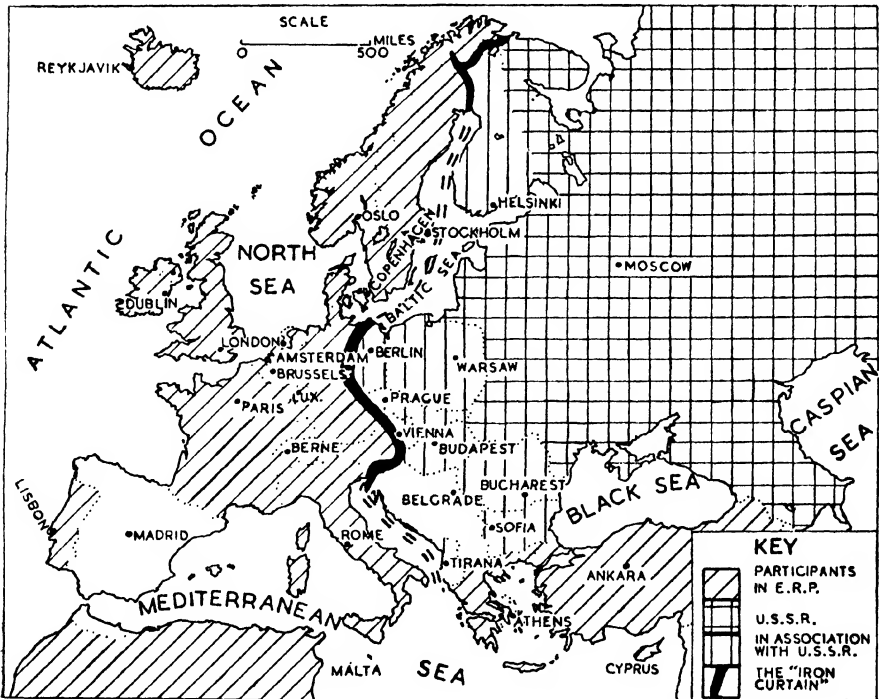 SCALE
0 500 MILES
REYKJAVIK
ATLANTIC OCEAN
NORTH SEA
OSLO
HELSINKI
STOCKHOLM
COPENHAGEN
BALTIC SEA
MOSCOW
DUBLIN
LONDON
AMSTERDAM
BRUSSELS
BERLIN
WARSAW
PARIS
LUX.
PRAGUE
VIENNA
BERNE
BUDAPEST
CASPIAN SEA
BUCHAREST
BELGRADE
BLACK SEA
SOFIA
LISBON
MADRID
ROME
TIRANA
ANKARA
ATHENS
MEDITERRANEAN SEA
MALTA
CYPRUS
KEY
PARTICIPANTS
IN E.R.P.
U.S.S.R.
IN ASSOCIATION
WITH U.S.S.R.
THE "IRON
CURTAIN"